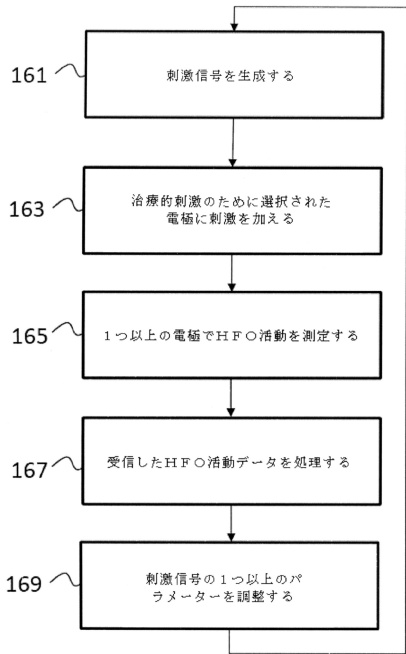 161
刺激信号を生成する
163
治療的刺激のために選択された
電極に刺激を加える
165
1つ以上の電極でHFO活動を測定する
167
受信したHFO活動データを処理する
169
刺激信号の1つ以上のパ
ラメーターを調整する